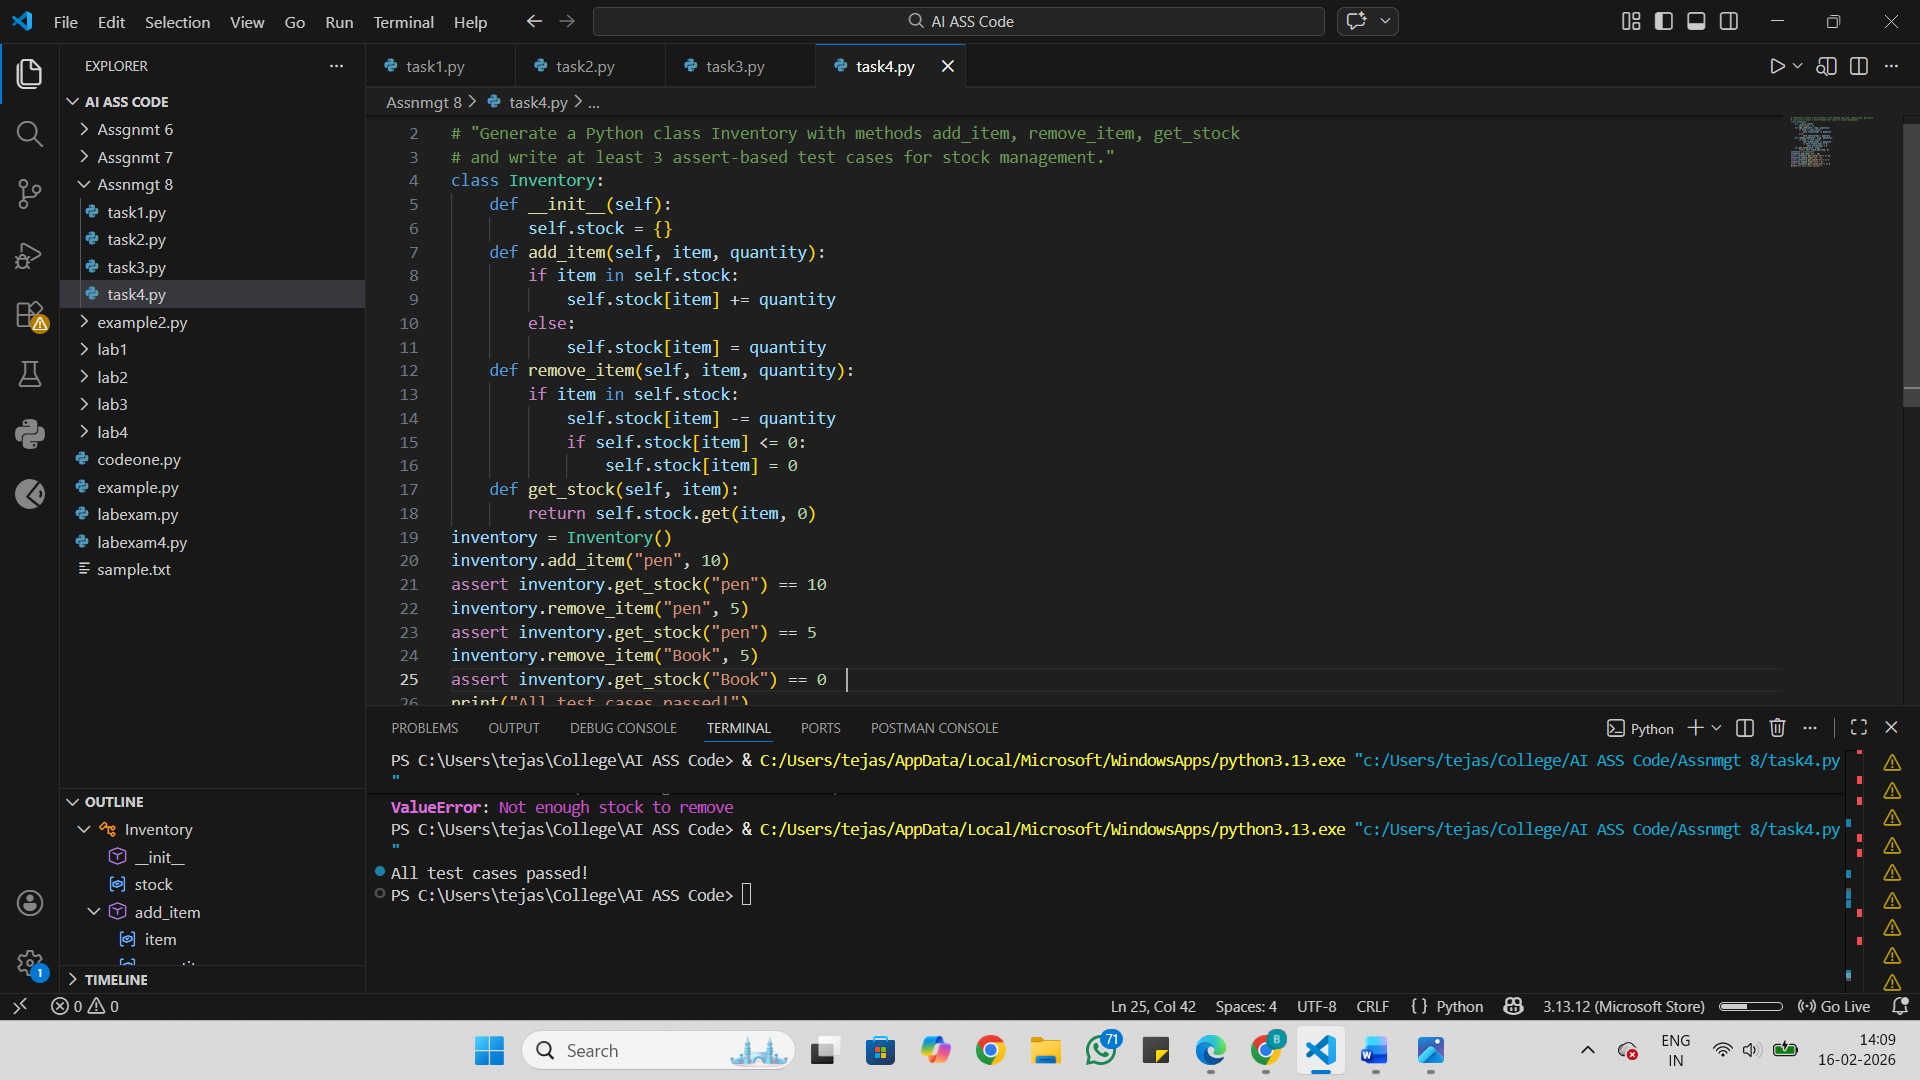 File Edit Selection View Go Run Terminal Help
AI ASS Code
EXPLORER
AI ASS CODE
Assgnmt 6
Assgnmt 7
Assnmgt 8
task1.py
task2.py
task3.py
task4.py
example2.py
lab1
lab2
lab3
lab4
codeone.py
example.py
labexam.py
labexam4.py
sample.txt
OUTLINE
Inventory
__init__
stock
add_item
item
TIMELINE
task1.py task2.py task3.py task4.py
Assnmgt 8 > task4.py > ...
2 # "Generate a Python class Inventory with methods add_item, remove_item, get_stock
3 # and write at least 3 assert-based test cases for stock management."
4 class Inventory:
5 def __init__(self):
6 self.stock = {}
7 def add_item(self, item, quantity):
8 if item in self.stock:
9 self.stock[item] += quantity
10 else:
11 self.stock[item] = quantity
12 def remove_item(self, item, quantity):
13 if item in self.stock:
14 self.stock[item] -= quantity
15 if self.stock[item] <= 0:
16 self.stock[item] = 0
17 def get_stock(self, item):
18 return self.stock.get(item, 0)
19 inventory = Inventory()
20 inventory.add_item("pen", 10)
21 assert inventory.get_stock("pen") == 10
22 inventory.remove_item("pen", 5)
23 assert inventory.get_stock("pen") == 5
24 inventory.remove_item("Book", 5)
25 assert inventory.get_stock("Book") == 0
26 print("All test cases passed!")
PROBLEMS OUTPUT DEBUG CONSOLE TERMINAL PORTS POSTMAN CONSOLE
Python
PS C:\Users\tejas\College\AI ASS Code> & C:/Users/tejas/AppData/Local/Microsoft/WindowsApps/python3.13.exe "c:/Users/tejas/College/AI ASS Code/Assnmgt 8/task4.py
"
ValueError: Not enough stock to remove
PS C:\Users\tejas\College\AI ASS Code> & C:/Users/tejas/AppData/Local/Microsoft/WindowsApps/python3.13.exe "c:/Users/tejas/College/AI ASS Code/Assnmgt 8/task4.py
"
All test cases passed!
PS C:\Users\tejas\College\AI ASS Code>
1
0 0
Ln 25, Col 42 Spaces: 4 UTF-8 CRLF { } Python 3.13.12 (Microsoft Store) Go Live
Search
71
B
ENG
IN
14:09
16-02-2026